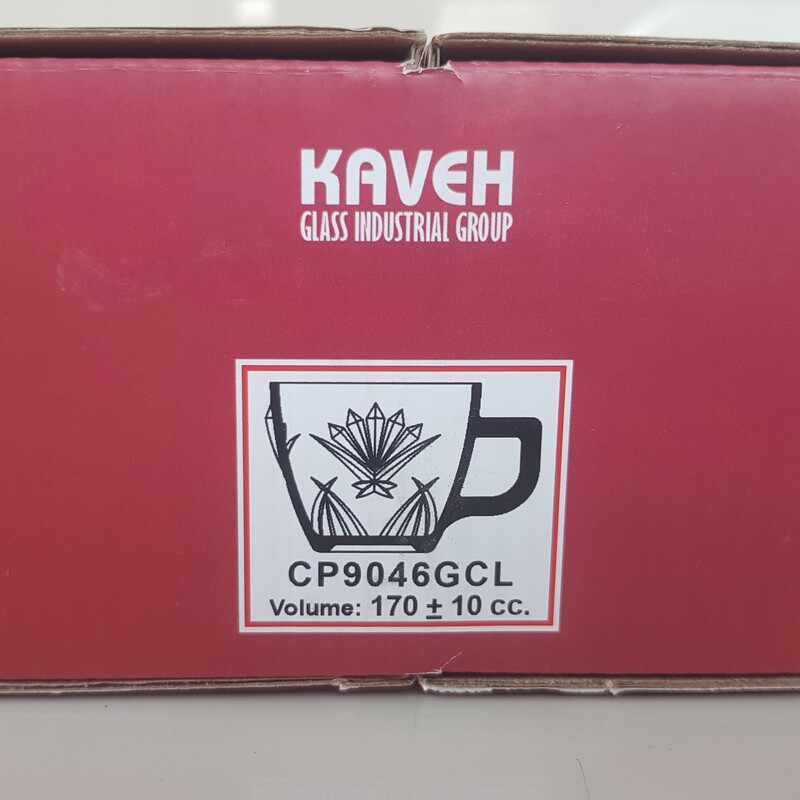 KAVEH
GLASS INDUSTRIAL GROUP
CP9046GCL
Volume: 170 ± 10 CC.